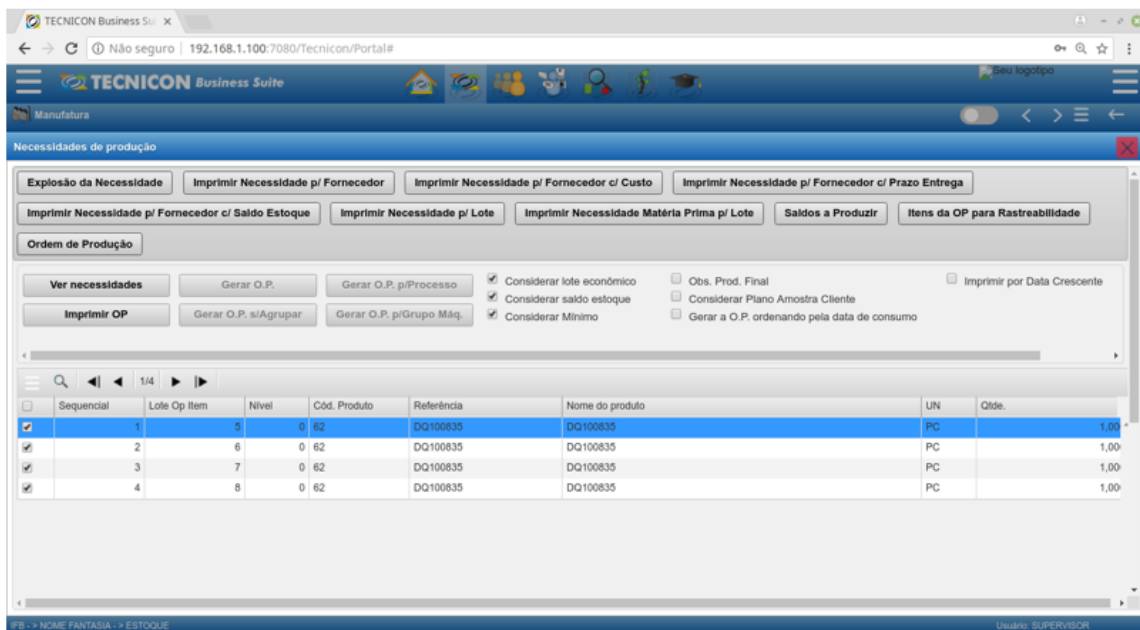 TECNICON Business Su
Não seguro | 192.168.1.100:7080/Tecnicon/Portal#
TECNICON Business Suite
Seu logotipo
Manufatura
Necessidades de produção
Explosão da Necessidade
Imprimir Necessidade p/ Fornecedor
Imprimir Necessidade p/ Fornecedor c/ Custo
Imprimir Necessidade p/ Fornecedor c/ Prazo Entrega
Imprimir Necessidade p/ Fornecedor c/ Saldo Estoque
Imprimir Necessidade p/ Lote
Imprimir Necessidade Matéria Prima p/ Lote
Saldos a Produzir
Itens da OP para Rastreabilidade
Ordem de Produção
Ver necessidades
Gerar O.P.
Gerar O.P. p/Processo
Imprimir OP
Gerar O.P. s/Agrupar
Gerar O.P. p/Grupo Máq.
Considerar lote econômico
Considerar saldo estoque
Considerar Mínimo
Obs. Prod. Final
Considerar Plano Amostra Cliente
Gerar a O.P. ordenando pela data de consumo
Imprimir por Data Crescente
1/4
Sequencial Lote Op Item Nível Cód. Produto Referência Nome do produto UN Qtde.
1 5 0 62 DQ100835 DQ100835 PC 1,00
2 6 0 62 DQ100835 DQ100835 PC 1,00
3 7 0 62 DQ100835 DQ100835 PC 1,00
4 8 0 62 DQ100835 DQ100835 PC 1,00
IFB - > NOME FANTASIA - > ESTOQUE
Usuário: SUPERVISOR